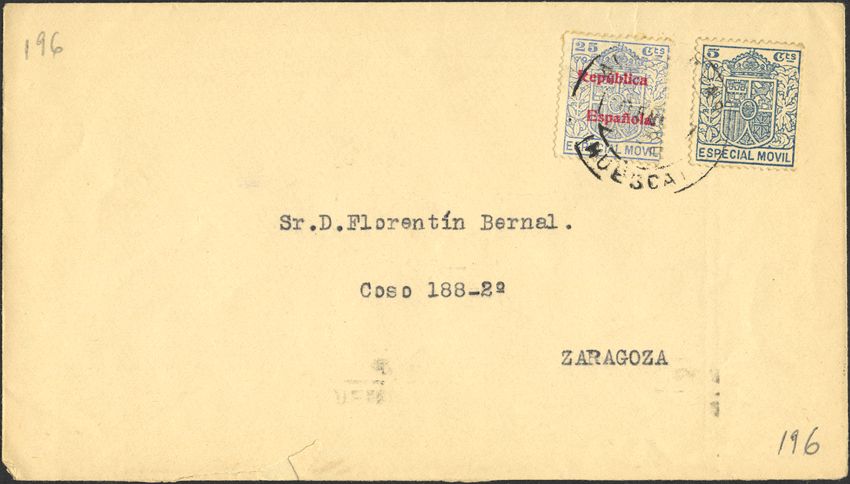 196
25 Cts
República
Española
ESPECIAL MOVIL
5 Cts
ESPECIAL MOVIL
(HUESCA)
Sr.D.Florentín Bernal.
Coso 188-2º
ZARAGOZA
196